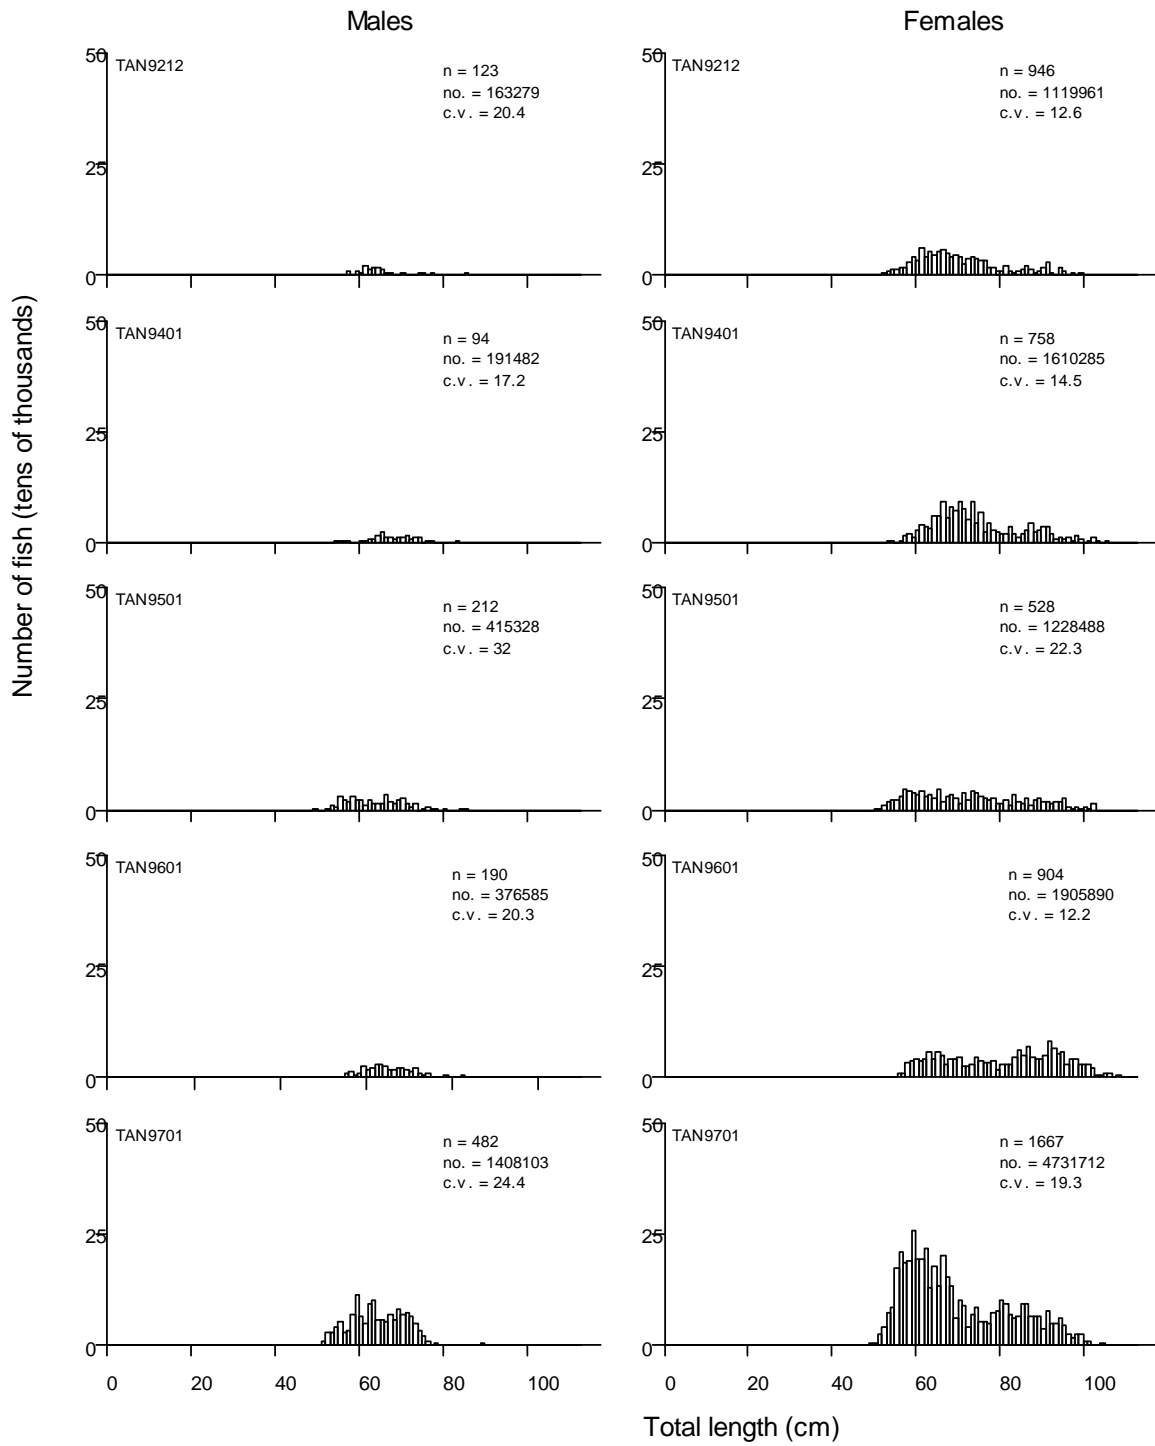 Males
Females
Number of fish (tens of thousands)
50
TAN9212
n = 123
no. = 163279
c.v. = 20.4
25
0
50
TAN9212
n = 946
no. = 1119961
c.v. = 12.6
25
0
50
TAN9401
n = 94
no. = 191482
c.v. = 17.2
25
0
50
TAN9401
n = 758
no. = 1610285
c.v. = 14.5
25
0
50
TAN9501
n = 212
no. = 415328
c.v. = 32
25
0
50
TAN9501
n = 528
no. = 1228488
c.v. = 22.3
25
0
50
TAN9601
n = 190
no. = 376585
c.v. = 20.3
25
0
50
TAN9601
n = 904
no. = 1905890
c.v. = 12.2
25
0
50
TAN9701
n = 482
no. = 1408103
c.v. = 24.4
25
0
50
TAN9701
n = 1667
no. = 4731712
c.v. = 19.3
25
0
0 20 40 60 80 100
0 20 40 60 80 100
Total length (cm)